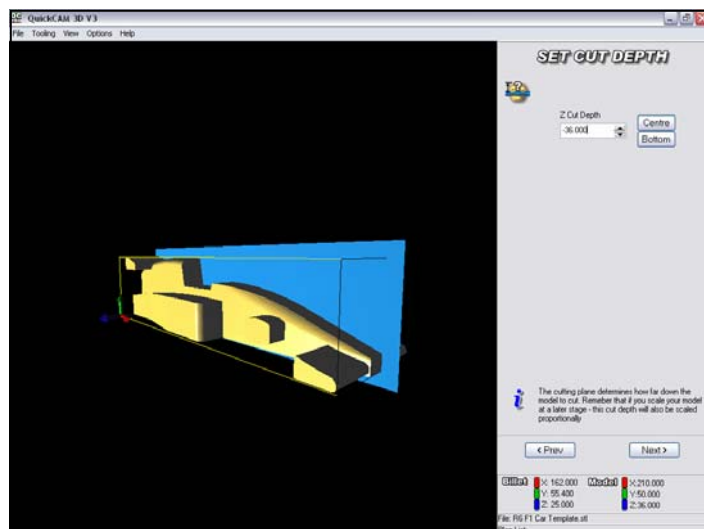 QuickCAM 3D V3
File Tooling View Options Help
SET CUT DEPTH
Z Cut Depth
-36.000
Centre
Bottom
The cutting plane determines how far down the
model to cut. Remeber that if you scale your model
at a later stage - this cut depth will also be scaled
proportionally
< Prev Next >
Billet X: 162.000 Model X:210.000
Y: 55.400 Y:50.000
Z: 25.000 Z:36.000
File: R6 F1 Car Template.stl